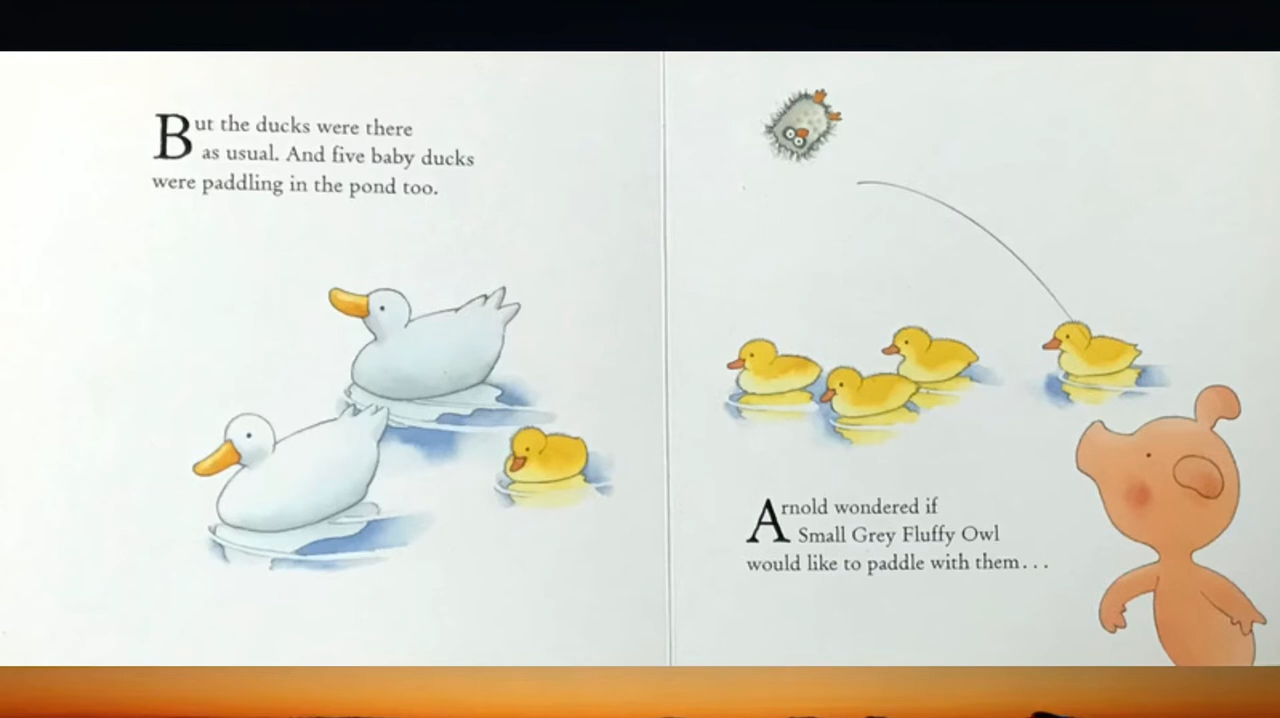 But the ducks were there
as usual. And five baby ducks
were paddling in the pond too.
Arnold wondered if
Small Grey Fluffy Owl
would like to paddle with them...